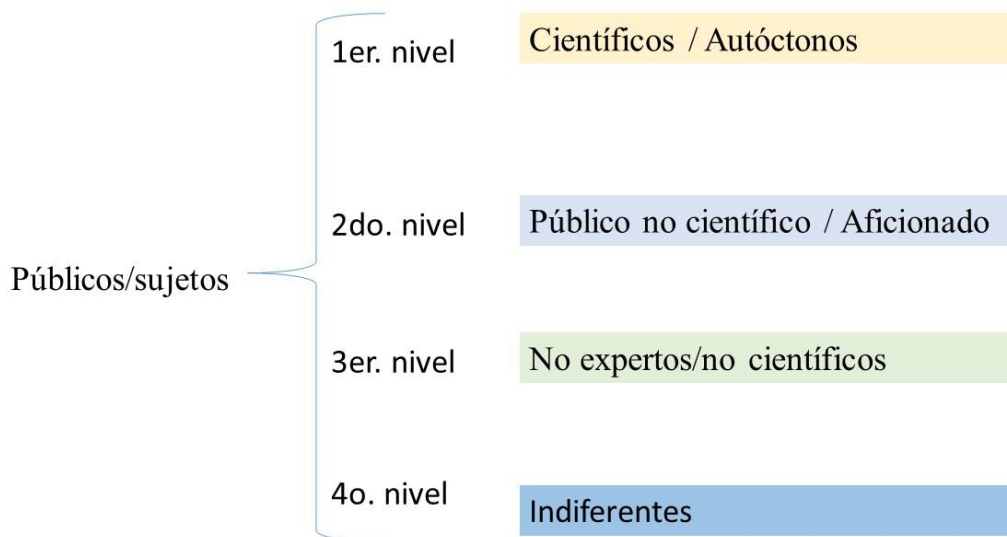 1er. nivel
Científicos / Autóctonos
2do. nivel
Público no científico / Aficionado
Públicos/sujetos
3er. nivel
No expertos/no científicos
4o. nivel
Indiferentes